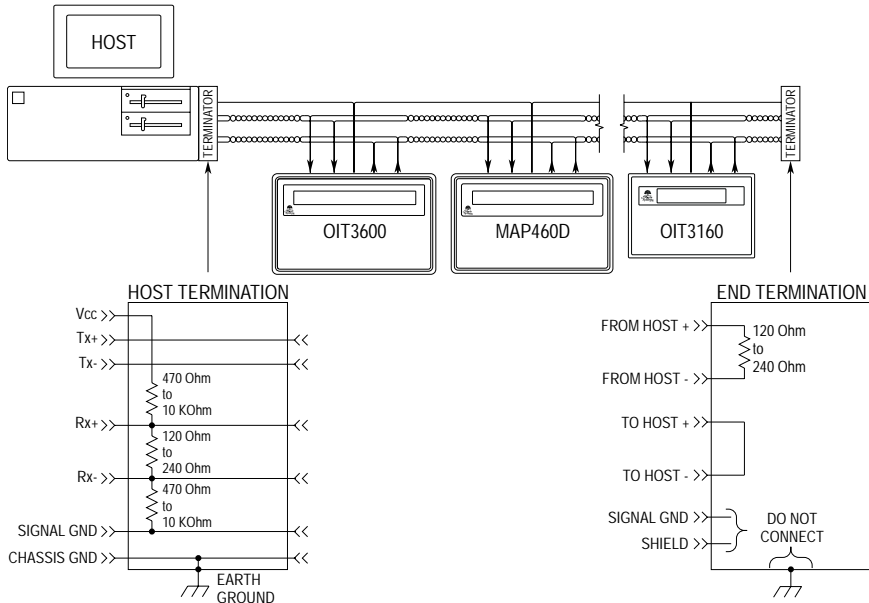 HOST
TERMINATOR
TERMINATOR
OIT3600
MAP460D
OIT3160
HOST TERMINATION
Vcc
Tx+
Tx-
470 Ohm
to
10 KOhm
Rx+
120 Ohm
to
240 Ohm
Rx-
470 Ohm
to
10 KOhm
SIGNAL GND
CHASSIS GND
EARTH
GROUND
END TERMINATION
FROM HOST +
120 Ohm
to
240 Ohm
FROM HOST -
TO HOST +
TO HOST -
SIGNAL GND
SHIELD
DO NOT
CONNECT